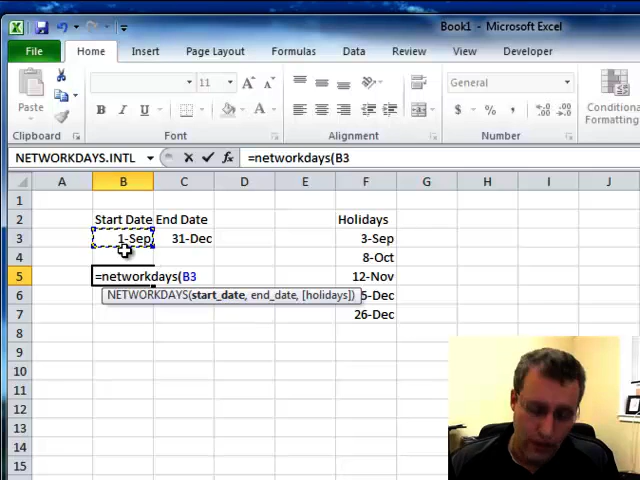 Book1 - Microsoft Excel
File Home Insert Page Layout Formulas Data Review View Developer
Paste
B I U
11 A A
General
$ % ,
Conditional
Formatting
Clipboard Font Alignment Number
NETWORKDAYS.INTL fx =networkdays(B3
A B C D E F G H I J
1
2 Start Date End Date Holidays
3 1-Sep 31-Dec 3-Sep
4 8-Oct
5 =networkdays(B3 12-Nov
6 NETWORKDAYS(start_date, end_date, [holidays]) 5-Dec
7 26-Dec
8
9
10
11
12
13
14
15